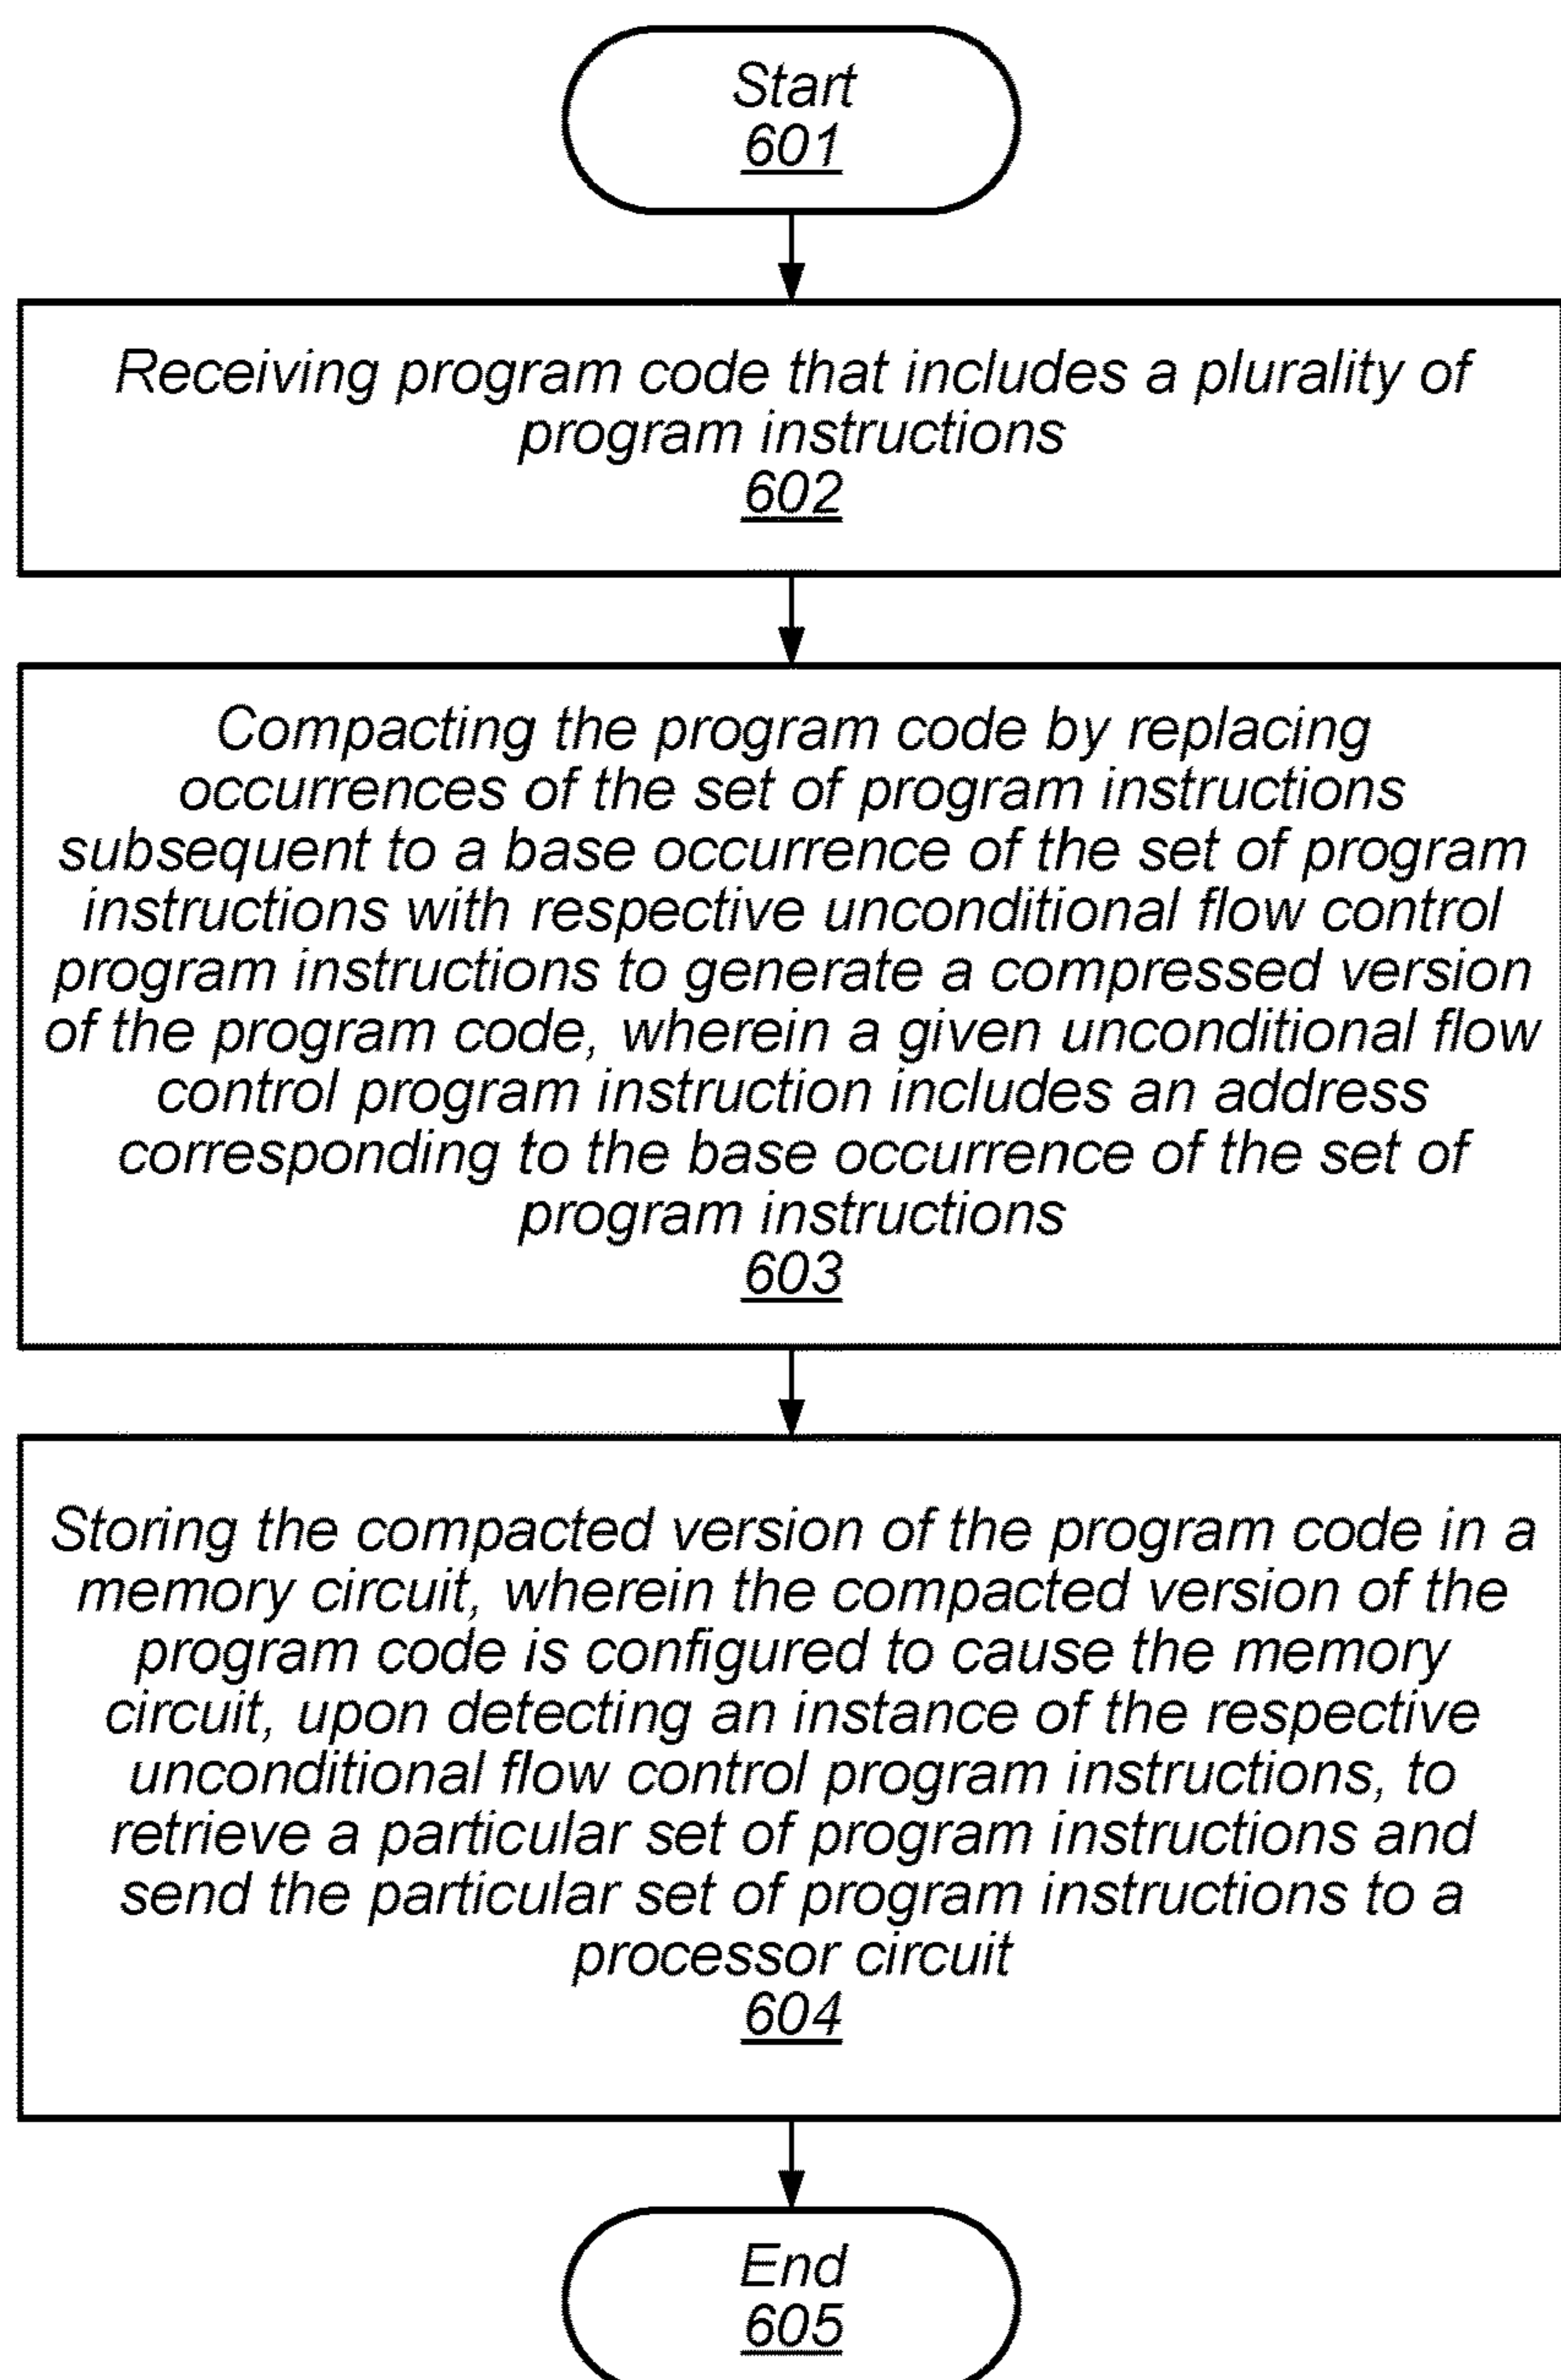 Start
601
Receiving program code that includes a plurality of
program instructions
602
Compacting the program code by replacing
occurrences of the set of program instructions
subsequent to a base occurrence of the set of program
instructions with respective unconditional flow control
program instructions to generate a compressed version
of the program code, wherein a given unconditional flow
control program instruction includes an address
corresponding to the base occurrence of the set of
program instructions
603
Storing the compacted version of the program code in a
memory circuit, wherein the compacted version of the
program code is configured to cause the memory
circuit, upon detecting an instance of the respective
unconditional flow control program instructions, to
retrieve a particular set of program instructions and
send the particular set of program instructions to a
processor circuit
604
End
605